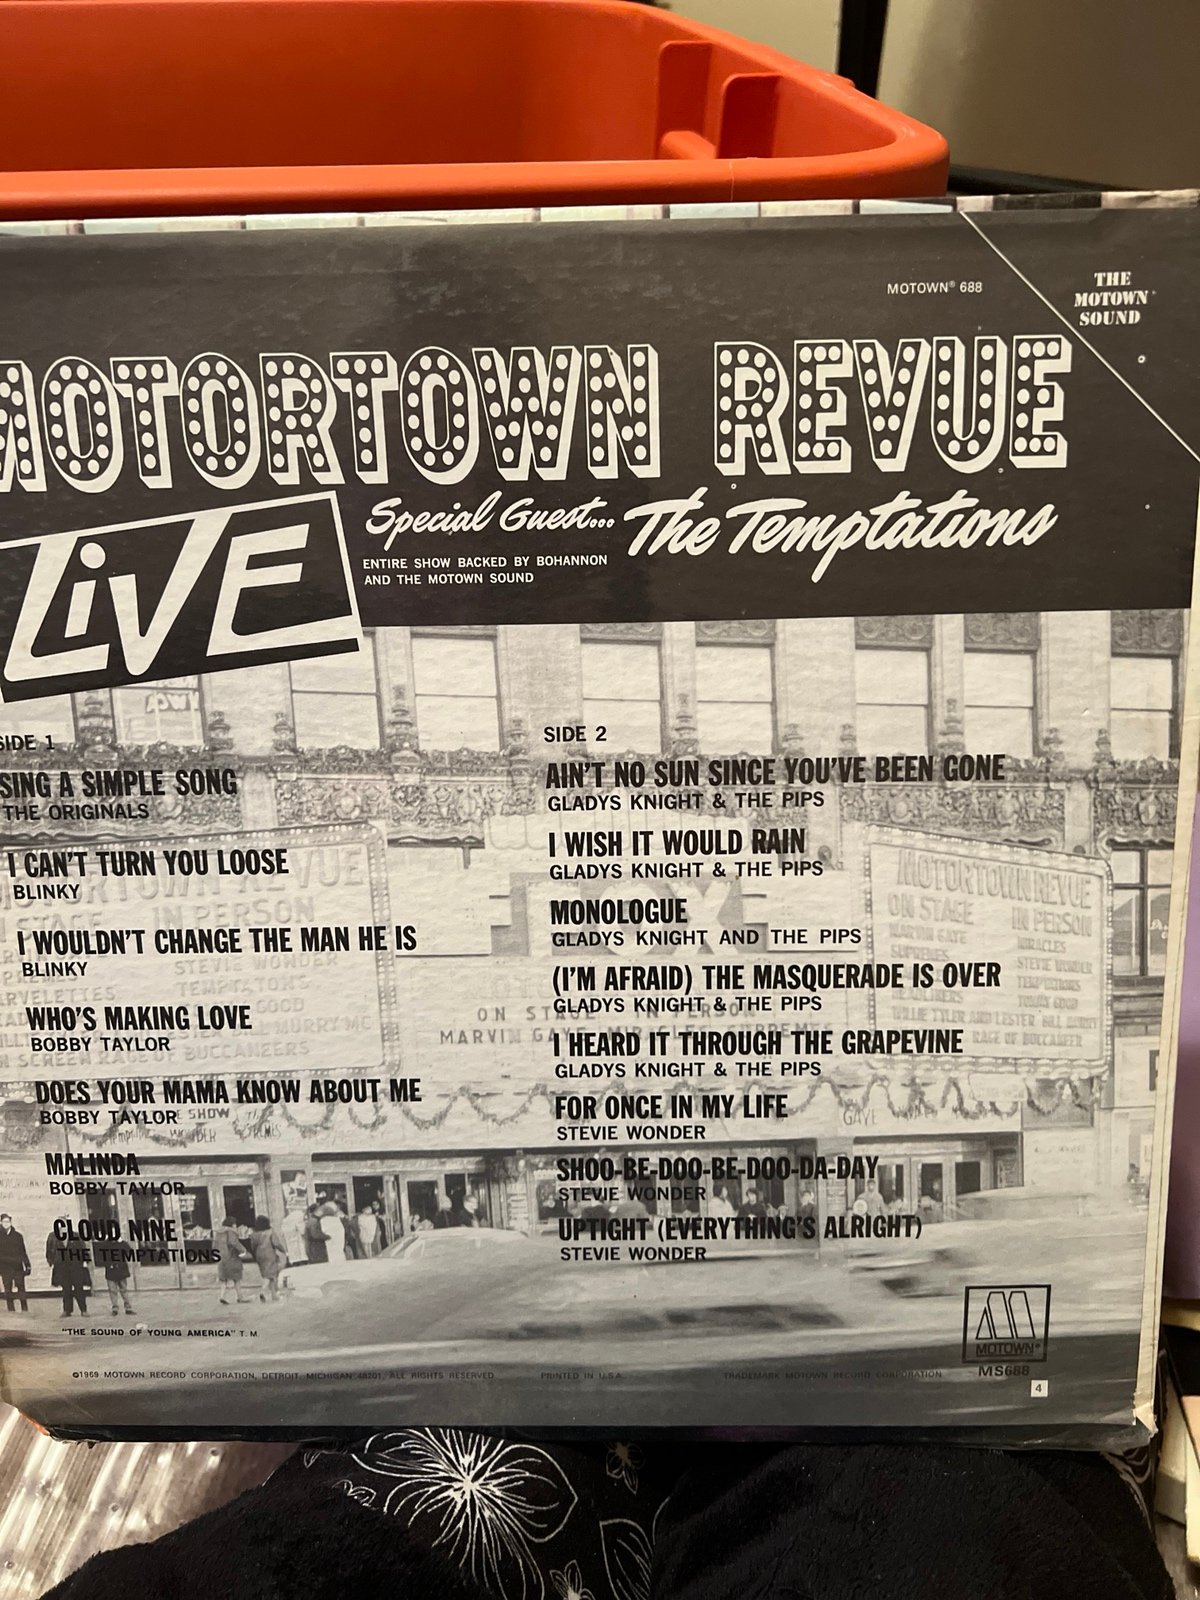 MOTOWN® 688
THE
MOTOWN
SOUND
MOTORTOWN REVUE
LiVE
Special Guest... The Temptations
ENTIRE SHOW BACKED BY BOHANNON
AND THE MOTOWN SOUND
SIDE 1
SING A SIMPLE SONG
THE ORIGINALS
I CAN'T TURN YOU LOOSE
BLINKY
I WOULDN'T CHANGE THE MAN HE IS
BLINKY
WHO'S MAKING LOVE
BOBBY TAYLOR
DOES YOUR MAMA KNOW ABOUT ME
BOBBY TAYLOR
MALINDA
BOBBY TAYLOR
CLOUD NINE
THE TEMPTATIONS
SIDE 2
AIN'T NO SUN SINCE YOU'VE BEEN GONE
GLADYS KNIGHT & THE PIPS
I WISH IT WOULD RAIN
GLADYS KNIGHT & THE PIPS
MONOLOGUE
GLADYS KNIGHT AND THE PIPS
(I'M AFRAID) THE MASQUERADE IS OVER
GLADYS KNIGHT & THE PIPS
I HEARD IT THROUGH THE GRAPEVINE
GLADYS KNIGHT & THE PIPS
FOR ONCE IN MY LIFE
STEVIE WONDER
SHOO-BE-DOO-BE-DOO-DA-DAY
STEVIE WONDER
UPTIGHT (EVERYTHING'S ALRIGHT)
STEVIE WONDER
MOTORTOWN REVUE
ON STAGE IN PERSON
STEVIE WONDER
MOTORTOWN REVUE
ON STAGE IN PERSON
MARVIN GAYE MIRACLES
SUPREMES STEVIE WONDER
"THE SOUND OF YOUNG AMERICA" T.M.
©1969 MOTOWN RECORD CORPORATION, DETROIT, MICHIGAN 48201, ALL RIGHTS RESERVED PRINTED IN U.S.A. TRADEMARK MOTOWN RECORD CORPORATION
MOTOWN®
MS688
4